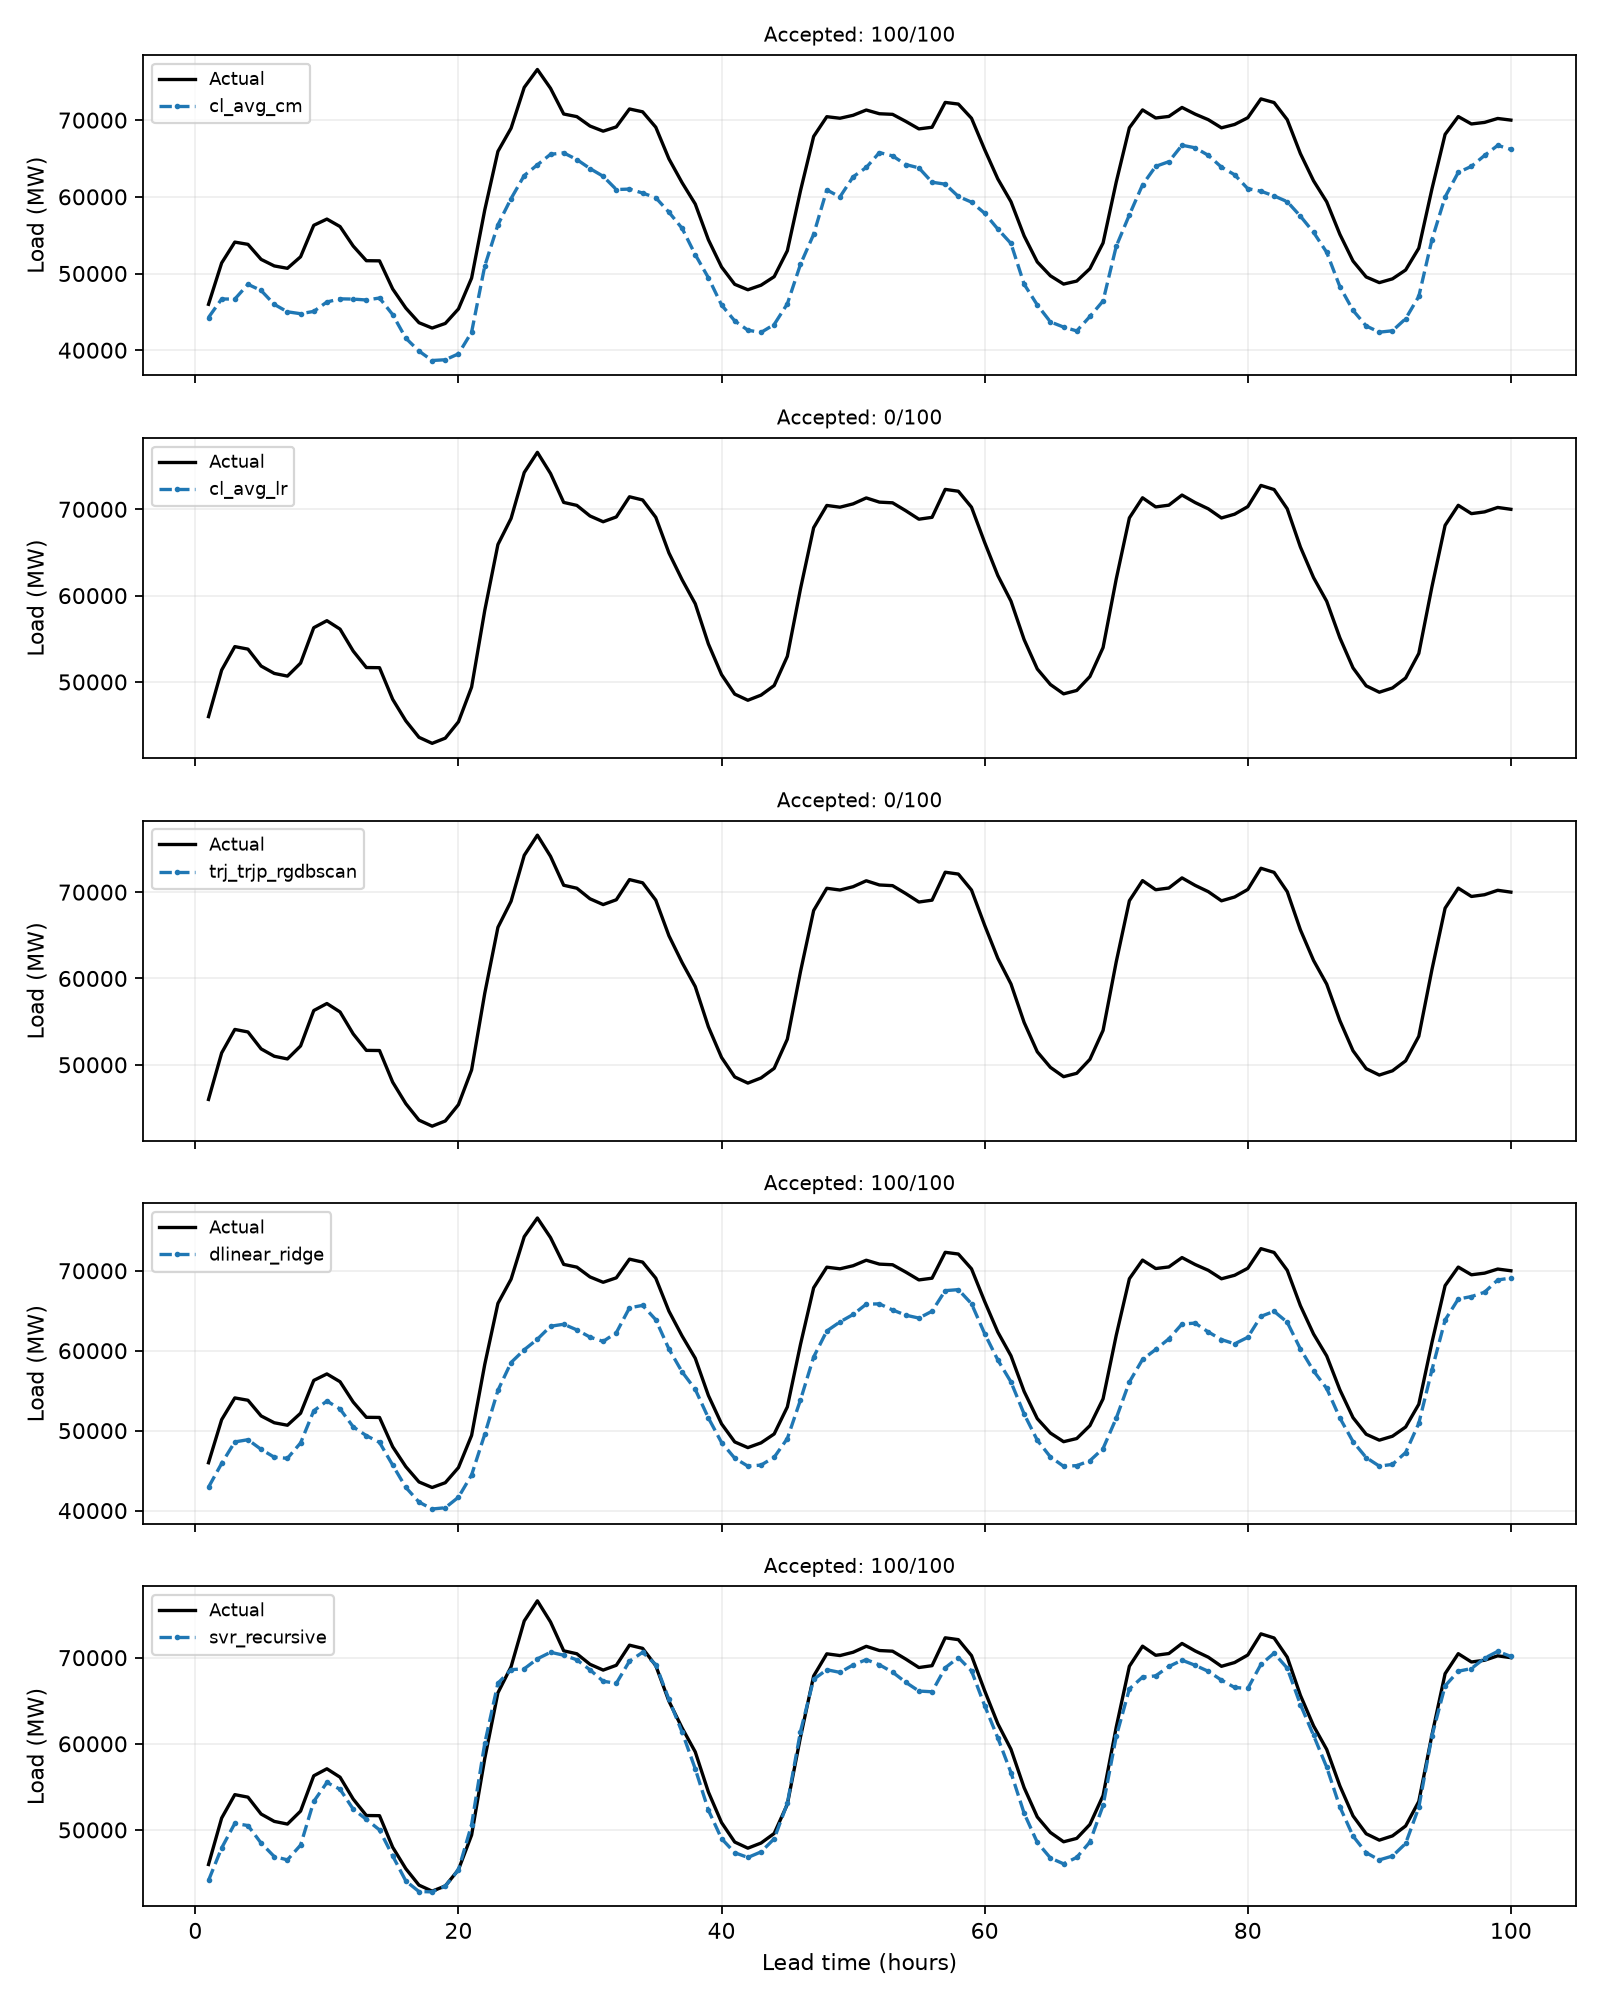 Accepted: 100/100
Actual
cl_avg_cm
Load (MW)
70000
60000
50000
40000
Accepted: 0/100
Actual
cl_avg_lr
Load (MW)
70000
60000
50000
Accepted: 0/100
Actual
trj_trjp_rgdbscan
Load (MW)
70000
60000
50000
Accepted: 100/100
Actual
dlinear_ridge
Load (MW)
70000
60000
50000
40000
Accepted: 100/100
Actual
svr_recursive
Load (MW)
70000
60000
50000
0 20 40 60 80 100
Lead time (hours)